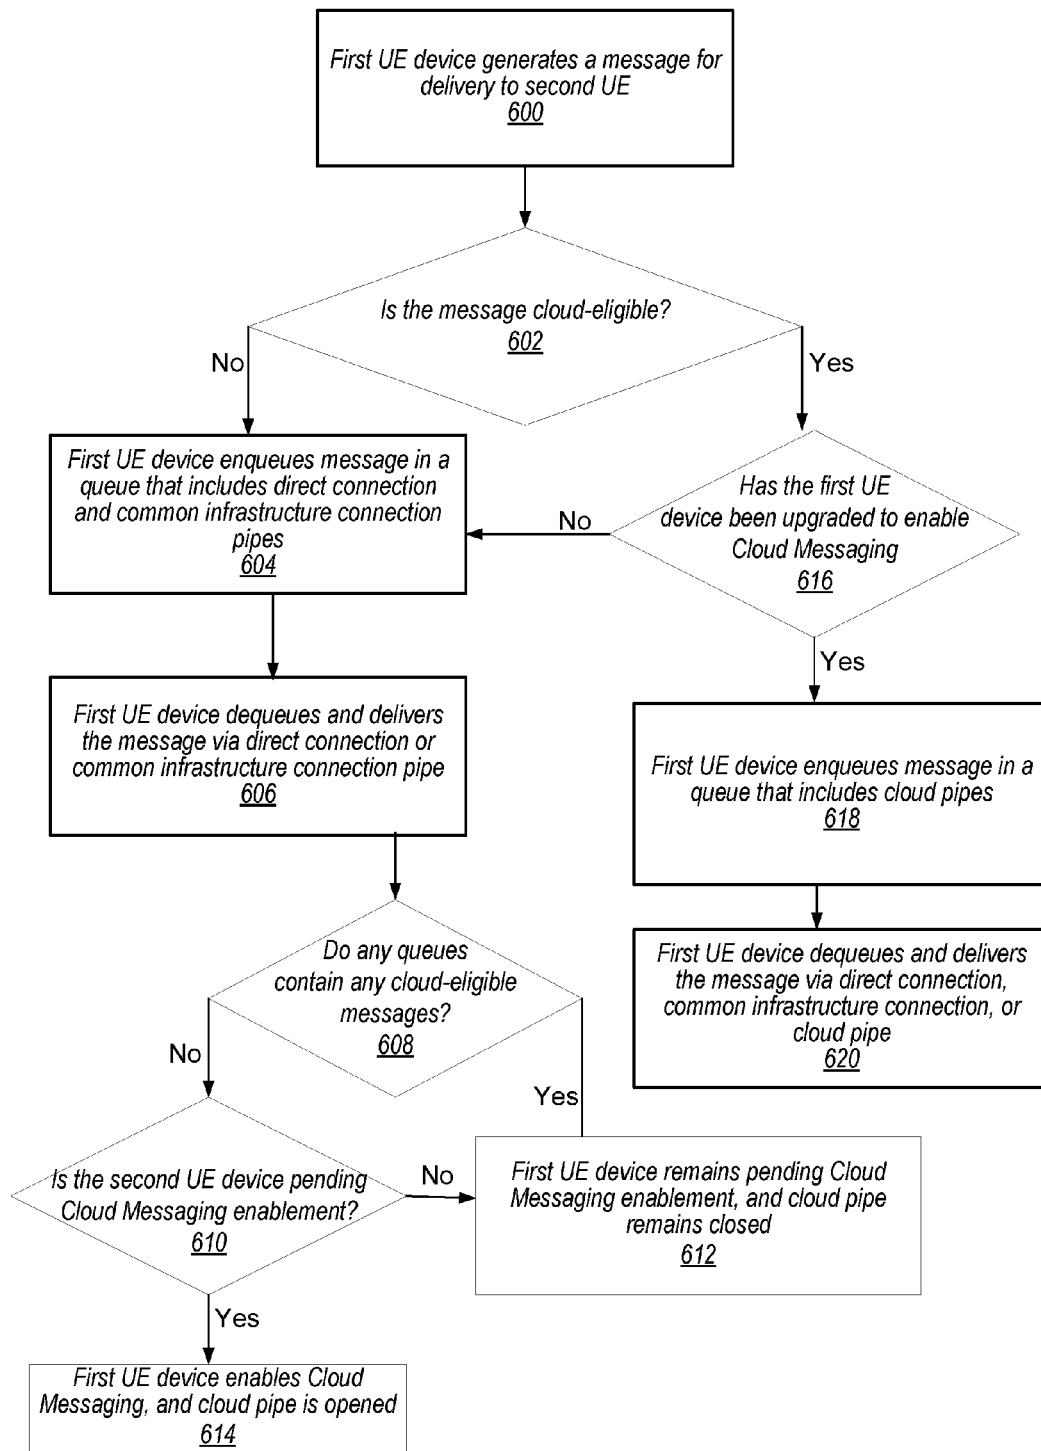 First UE device generates a message for
delivery to second UE
600
Is the message cloud-eligible?
602
No
Yes
First UE device enqueues message in a
queue that includes direct connection
and common infrastructure connection
pipes
604
No
Has the first UE
device been upgraded to enable
Cloud Messaging
616
Yes
First UE device dequeues and delivers
the message via direct connection or
common infrastructure connection pipe
606
First UE device enqueues message in a
queue that includes cloud pipes
618
Do any queues
contain any cloud-eligible
messages?
608
First UE device dequeues and delivers
the message via direct connection,
common infrastructure connection, or
cloud pipe
620
No
Yes
Is the second UE device pending
Cloud Messaging enablement?
610
No
First UE device remains pending Cloud
Messaging enablement, and cloud pipe
remains closed
612
Yes
First UE device enables Cloud
Messaging, and cloud pipe is opened
614